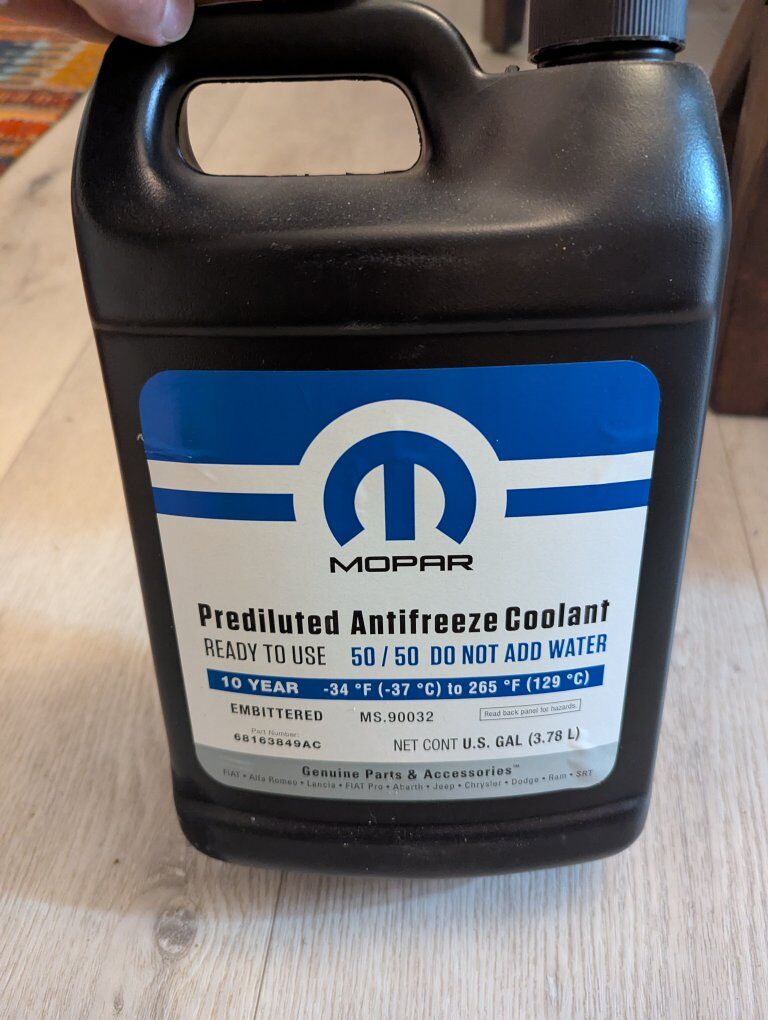 MOPAR
Prediluted Antifreeze Coolant
READY TO USE 50 / 50 DO NOT ADD WATER
10 YEAR -34 °F (-37 °C) to 265 °F (129 °C)
EMBITTERED MS.90032 Read back panel for hazards.
Part Number:
68163849AC NET CONT U.S. GAL (3.78 L)
Genuine Parts & Accessories™
FIAT • Alfa Romeo • Lancia • FIAT Pro • Abarth • Jeep • Chrysler • Dodge • Ram • SRT